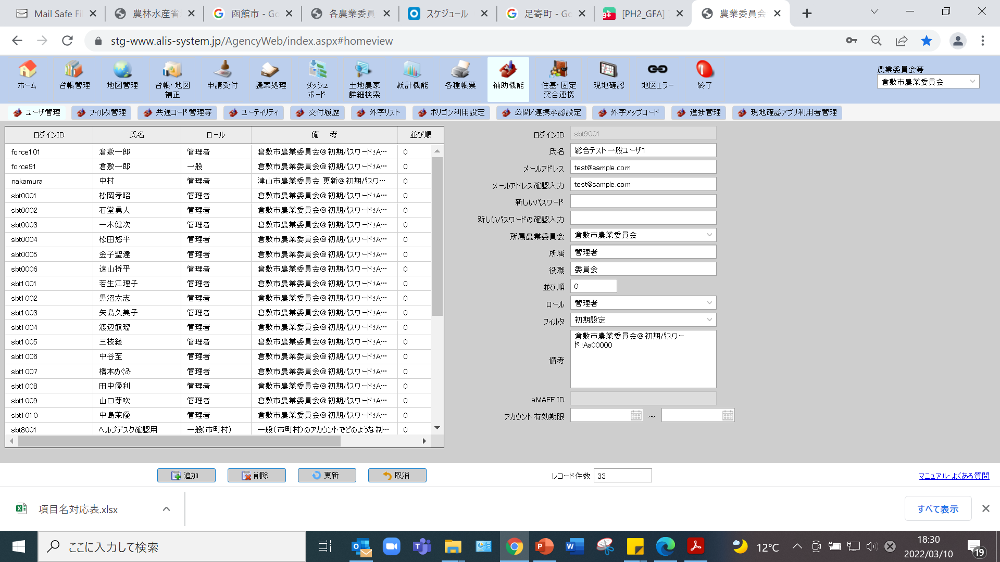 Mail Safe Fi
農林水産省
函館市 - Go
各農業委員
スケジュール
足寄町 - Go
[PH2_GFA]
農業委員会
stg-www.alis-system.jp/AgencyWeb/index.aspx#homeview
ホーム
台帳管理
地図管理
台帳・地図
補正
申請受付
議案処理
ダッシュ
ボード
土地農家
詳細検索
統計機能
各種帳票
補助機能
住基・固定
突合連携
現地確認
地図エラー
終了
農業委員会等
倉敷市農業委員会
ユーザ管理
フィルタ管理
共通コード管理等
ユーティリティ
交付履歴
外字リスト
ポリゴン利用設定
公開/連携承認設定
外字アップロード
進捗管理
現地確認アプリ利用者管理
ログインID 氏名 ロール 備 考 並び順
force101 倉敷一郎 管理者 倉敷市農業委員会@初期パスワード:!A… 0
force91 倉敷一郎 一般 倉敷市農業委員会@初期パスワード:!A… 0
nakamura 中村 管理者 津山市農業委員会 更新@初期パスワ… 0
sbt0001 松岡孝昭 管理者 倉敷市農業委員会@初期パスワード:!A… 0
sbt0002 石堂勇人 管理者 倉敷市農業委員会@初期パスワード:!A… 0
sbt0003 一木健次 管理者 倉敷市農業委員会@初期パスワード:!A… 0
sbt0004 松田悠平 管理者 倉敷市農業委員会@初期パスワード:!A… 0
sbt0005 金子聖達 管理者 倉敷市農業委員会@初期パスワード:!A… 0
sbt0006 遠山将平 管理者 倉敷市農業委員会@初期パスワード:!A… 0
sbt1001 若生江理子 管理者 倉敷市農業委員会@初期パスワード:!A… 0
sbt1002 黒沼太志 管理者 倉敷市農業委員会@初期パスワード:!A… 0
sbt1003 矢島久美子 管理者 倉敷市農業委員会@初期パスワード:!A… 0
sbt1004 渡辺叡瑠 管理者 倉敷市農業委員会@初期パスワード:!A… 0
sbt1005 三枝綾 管理者 倉敷市農業委員会@初期パスワード:!A… 0
sbt1006 中谷至 管理者 倉敷市農業委員会@初期パスワード:!A… 0
sbt1007 橋本めぐみ 管理者 倉敷市農業委員会@初期パスワード:!A… 0
sbt1008 田中優利 管理者 倉敷市農業委員会@初期パスワード:!A… 0
sbt1009 山口芽吹 管理者 倉敷市農業委員会@初期パスワード:!A… 0
sbt1010 中島茉優 管理者 倉敷市農業委員会@初期パスワード:!A… 0
sbt8001 ヘルプデスク確認用 一般(市町村) 一般(市町村)のアカウントでどのような制… 0
ログインID sbt9001
氏名 総合テスト一般ユーザ1
メールアドレス test@sample.com
メールアドレス確認入力 test@sample.com
新しいパスワード
新しいパスワードの確認入力
所属農業委員会 倉敷市農業委員会
所属 管理者
役職 委員会
並び順 0
ロール 管理者
フィルタ 初期設定
倉敷市農業委員会@初期パスワー
ド:!Aa00000
備考
eMAFF ID
アカウント有効期限 ～
追加
削除
更新
取消
レコード件数 33
マニュアル・よくある質問
項目名対応表.xlsx
すべて表示
ここに入力して検索
12℃
18:30
2022/03/10
19